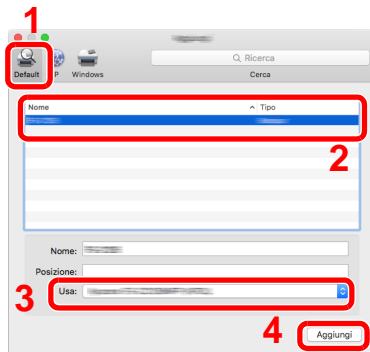 1
Ricerca
Default P Windows Cerca
Nome Tipo
2
Nome:
Posizione:
3 Usa:
4 Aggiungi